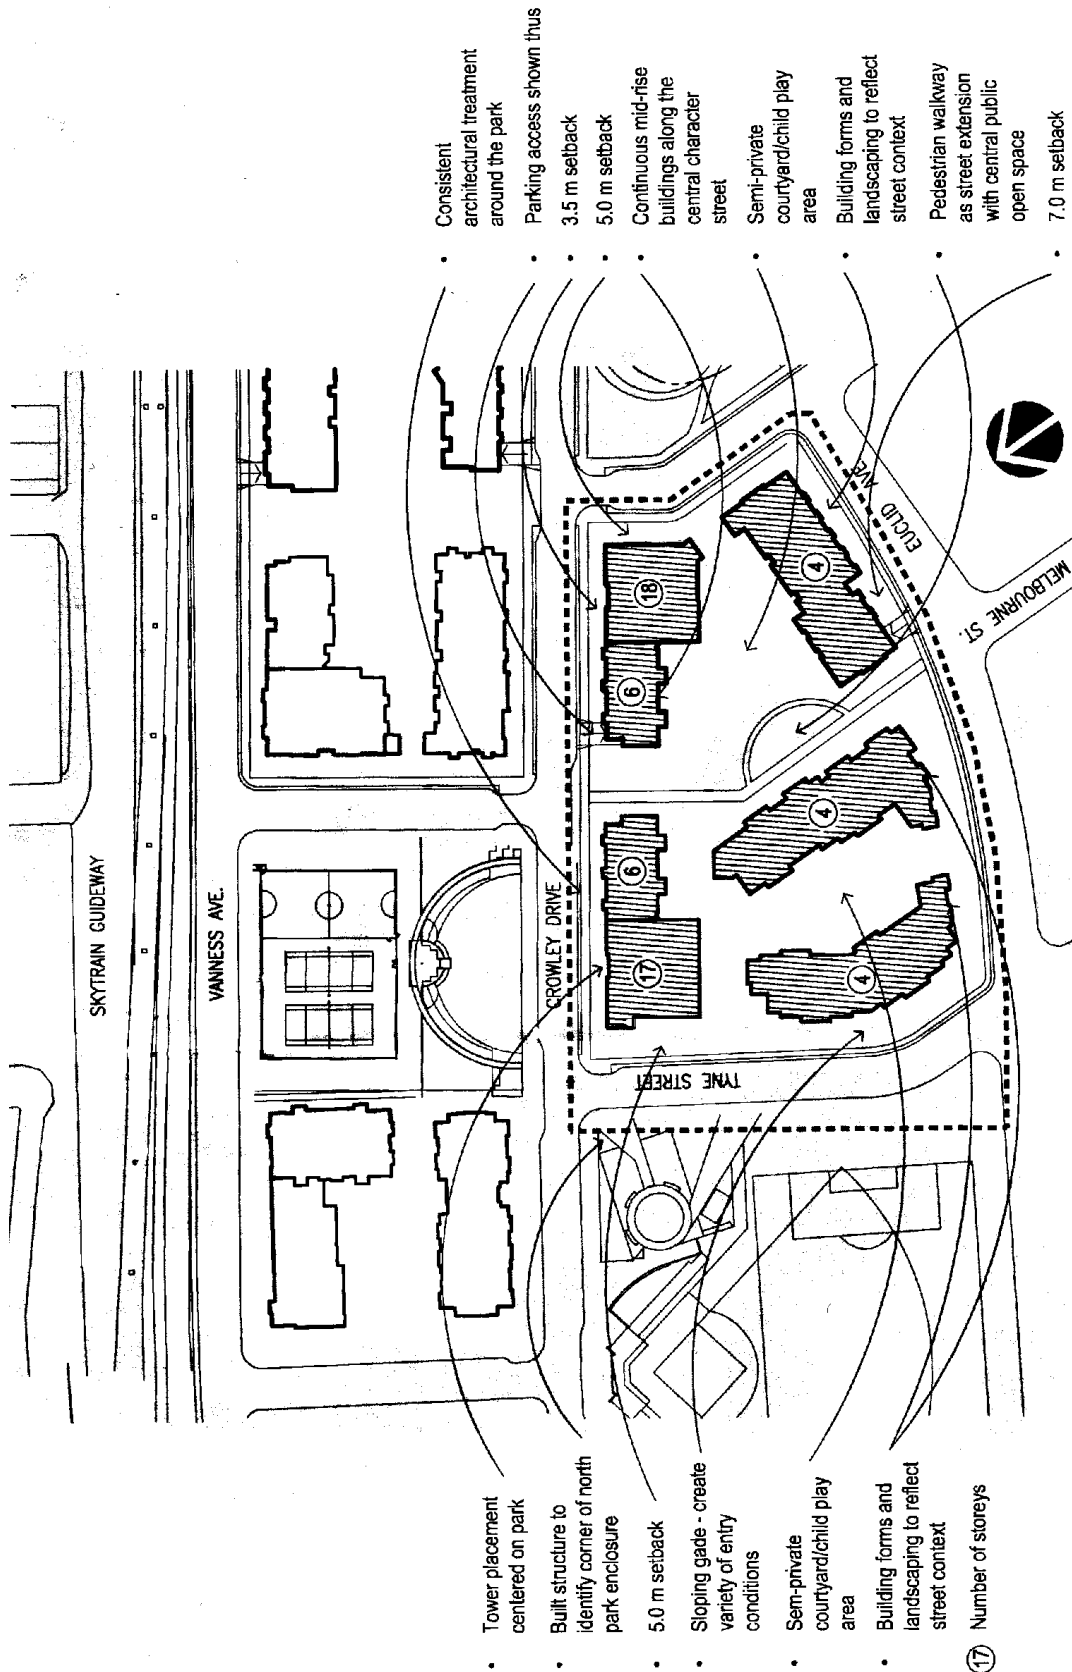 Consistent
architectural treatment
around the park
Parking access shown thus
3.5 m setback
5.0 m setback
Continuous mid-rise
buildings along the
central character
street
Semi-private
courtyard/child play
area
Building forms and
landscaping to reflect
street context
Pedestrian walkway
as street extension
with central public
open space
7.0 m setback
SKYTRAIN GUIDEWAY
VANNESS AVE.
CROWLEY DRIVE
TYNE STREET
EUCLID AVE.
MELBOURNE ST.
17
6
6
18
4
4
4
Tower placement
centered on park
Built structure to
identify corner of north
park enclosure
5.0 m setback
Sloping gade - create
variety of entry
conditions
Sem-private
courtyard/child play
area
Building forms and
landscaping to reflect
street context
17 Number of storeys